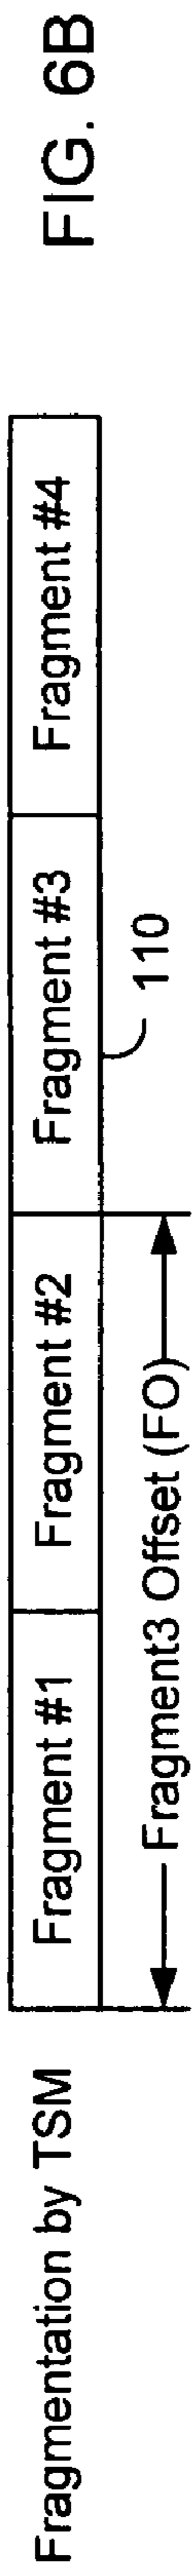 Fragmentation by TSM
Fragment #1
Fragment #2
Fragment #3
Fragment #4
Fragment3 Offset (FO)
110
FIG. 6B